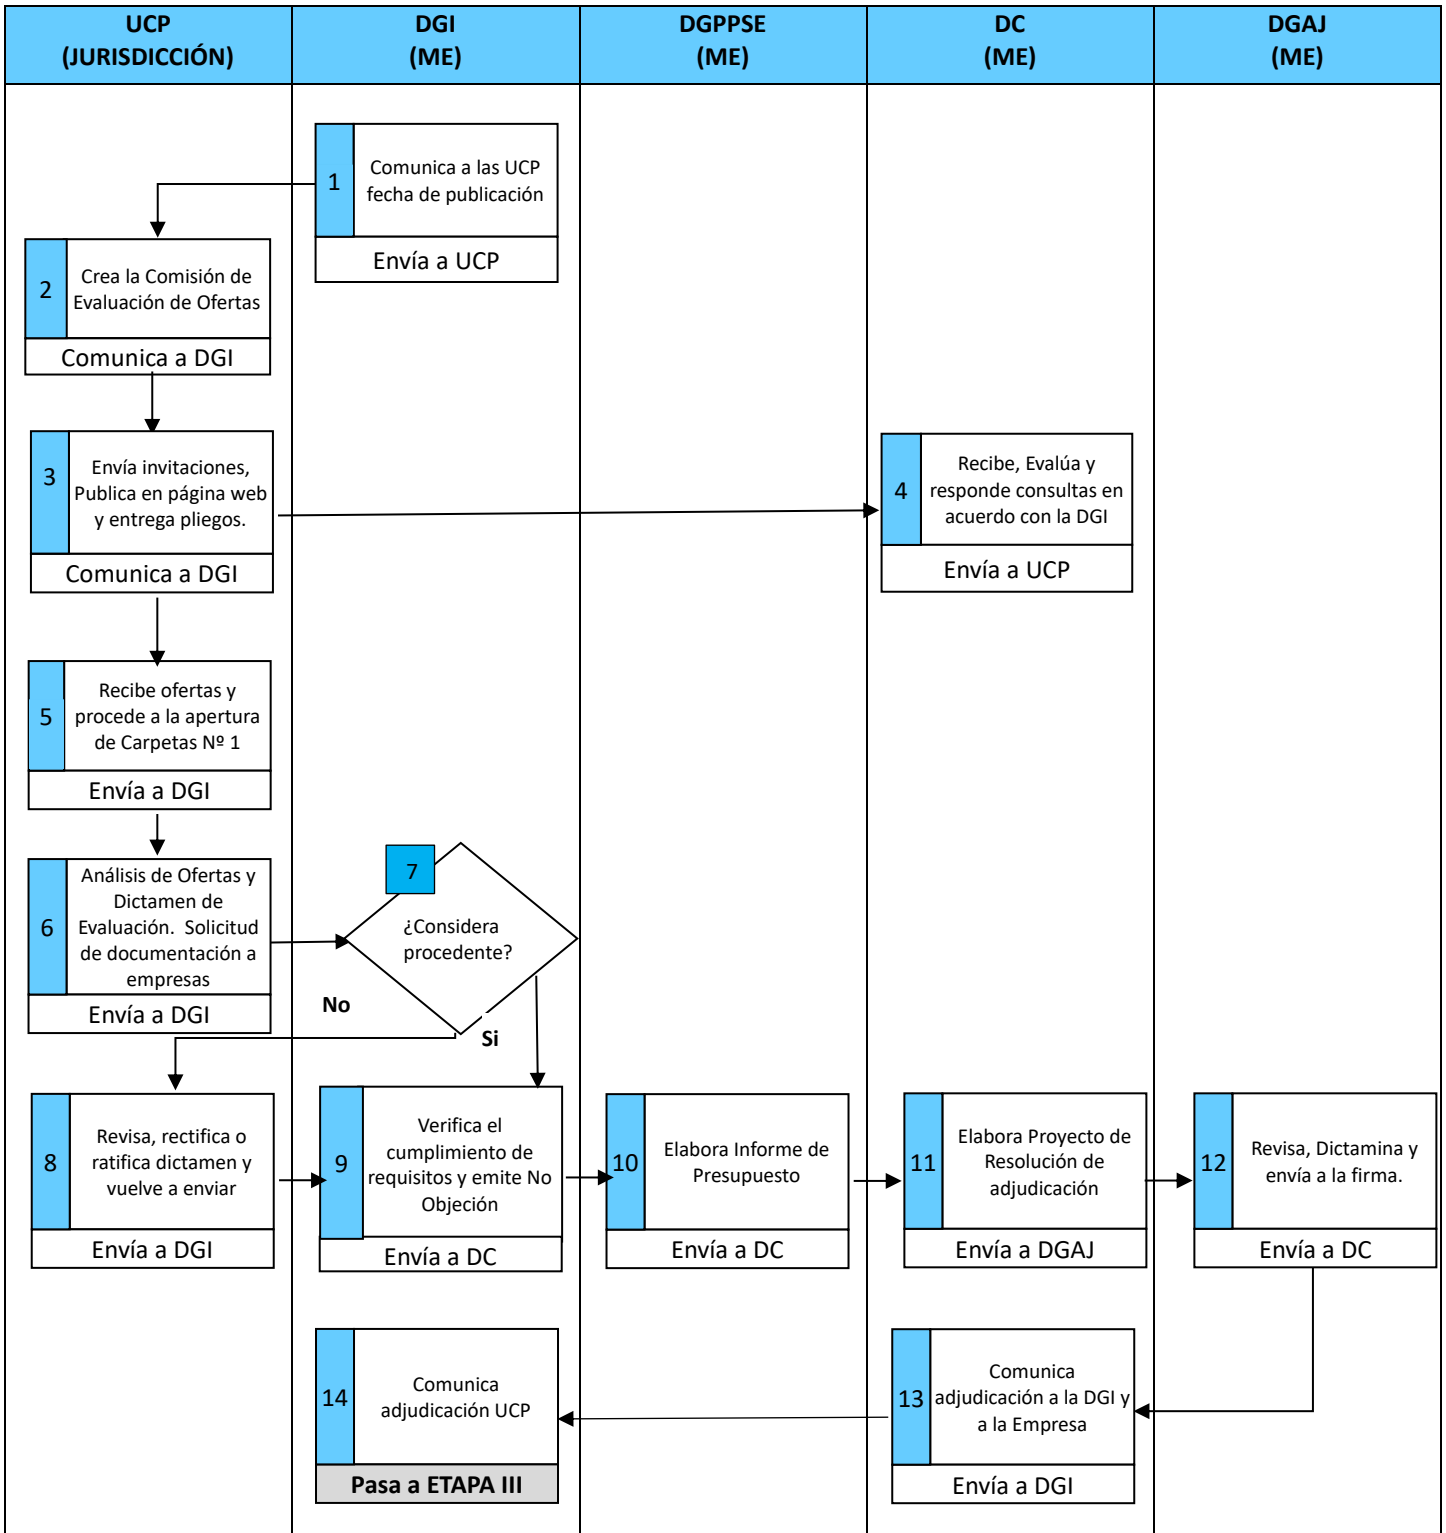 UCP
(JURISDICCIÓN)
DGI
(ME)
DGPPSE
(ME)
DC
(ME)
DGAJ
(ME)
1
Comunica a las UCP
fecha de publicación
Envía a UCP
2
Crea la Comisión de
Evaluación de Ofertas
Comunica a DGI
3
Envía invitaciones,
Publica en página web
y entrega pliegos.
Comunica a DGI
4
Recibe, Evalúa y
responde consultas en
acuerdo con la DGI
Envía a UCP
5
Recibe ofertas y
procede a la apertura
de Carpetas Nº 1
Envía a DGI
6
Análisis de Ofertas y
Dictamen de
Evaluación. Solicitud
de documentación a
empresas
Envía a DGI
7
¿Considera
procedente?
No
Si
8
Revisa, rectifica o
ratifica dictamen y
vuelve a enviar
Envía a DGI
9
Verifica el
cumplimiento de
requisitos y emite No
Objeción
Envía a DC
10
Elabora Informe de
Presupuesto
Envía a DC
11
Elabora Proyecto de
Resolución de
adjudicación
Envía a DGAJ
12
Revisa, Dictamina y
envía a la firma.
Envía a DC
13
Comunica
adjudicación a la DGI y
a la Empresa
Envía a DGI
14
Comunica
adjudicación UCP
Pasa a ETAPA III